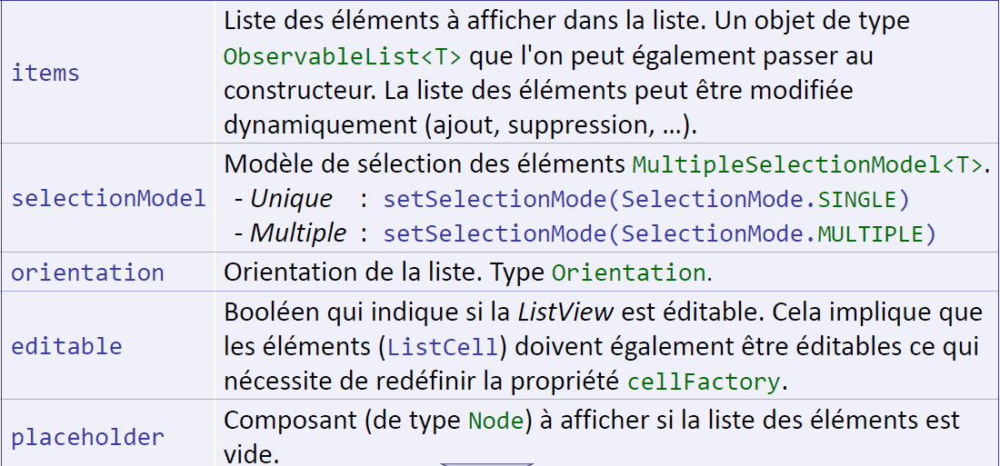 items
Liste des éléments à afficher dans la liste. Un objet de type
ObservableList<T> que l'on peut également passer au
constructeur. La liste des éléments peut être modifiée
dynamiquement (ajout, suppression, …).
selectionModel
Modèle de sélection des éléments MultipleSelectionModel<T>.
- Unique : setSelectionMode(SelectionMode.SINGLE)
- Multiple : setSelectionMode(SelectionMode.MULTIPLE)
orientation
Orientation de la liste. Type Orientation.
editable
Booléen qui indique si la ListView est éditable. Cela implique que
les éléments (ListCell) doivent également être éditables ce qui
nécessite de redéfinir la propriété cellFactory.
placeholder
Composant (de type Node) à afficher si la liste des éléments est
vide.